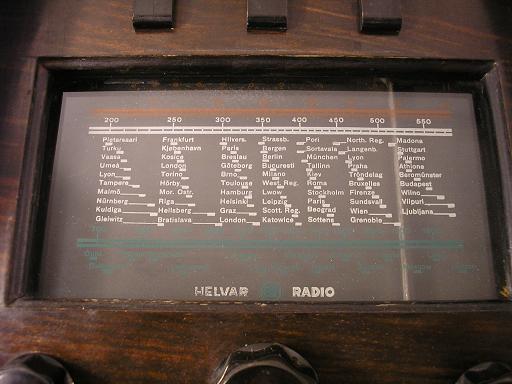 200 250 300 350 400 450 500 550
Pietarsaari Frankfurt Hilvers. Strassb. Pori North. Reg. Madona
Turku Kjøbenhavn Paris Bergen Sortavala Langenb. Stuttgart
Vaasa Kosice Breslau Berlin München Lyon Palermo
Umeå London Göteborg Bucuresti Tallinn Praha Athlone
Lyon Torino Brno Milano Kiev Tröndelag Beromünster
Tampere Hörby Toulouse West. Reg. Roma Bruxelles Budapest
Malmö Mor. Ostr. Hamburg Lwow Stockholm Firenze Wilno
Nürnberg Riga Helsinki Leipzig Paris Sundsvall Viipuri
Kuldiga Heilsberg Graz Scott. Reg. Beograd Wien Ljubljana
Gleiwitz Bratislava London Katowice Sottens Grenoble
HELVAR RADIO